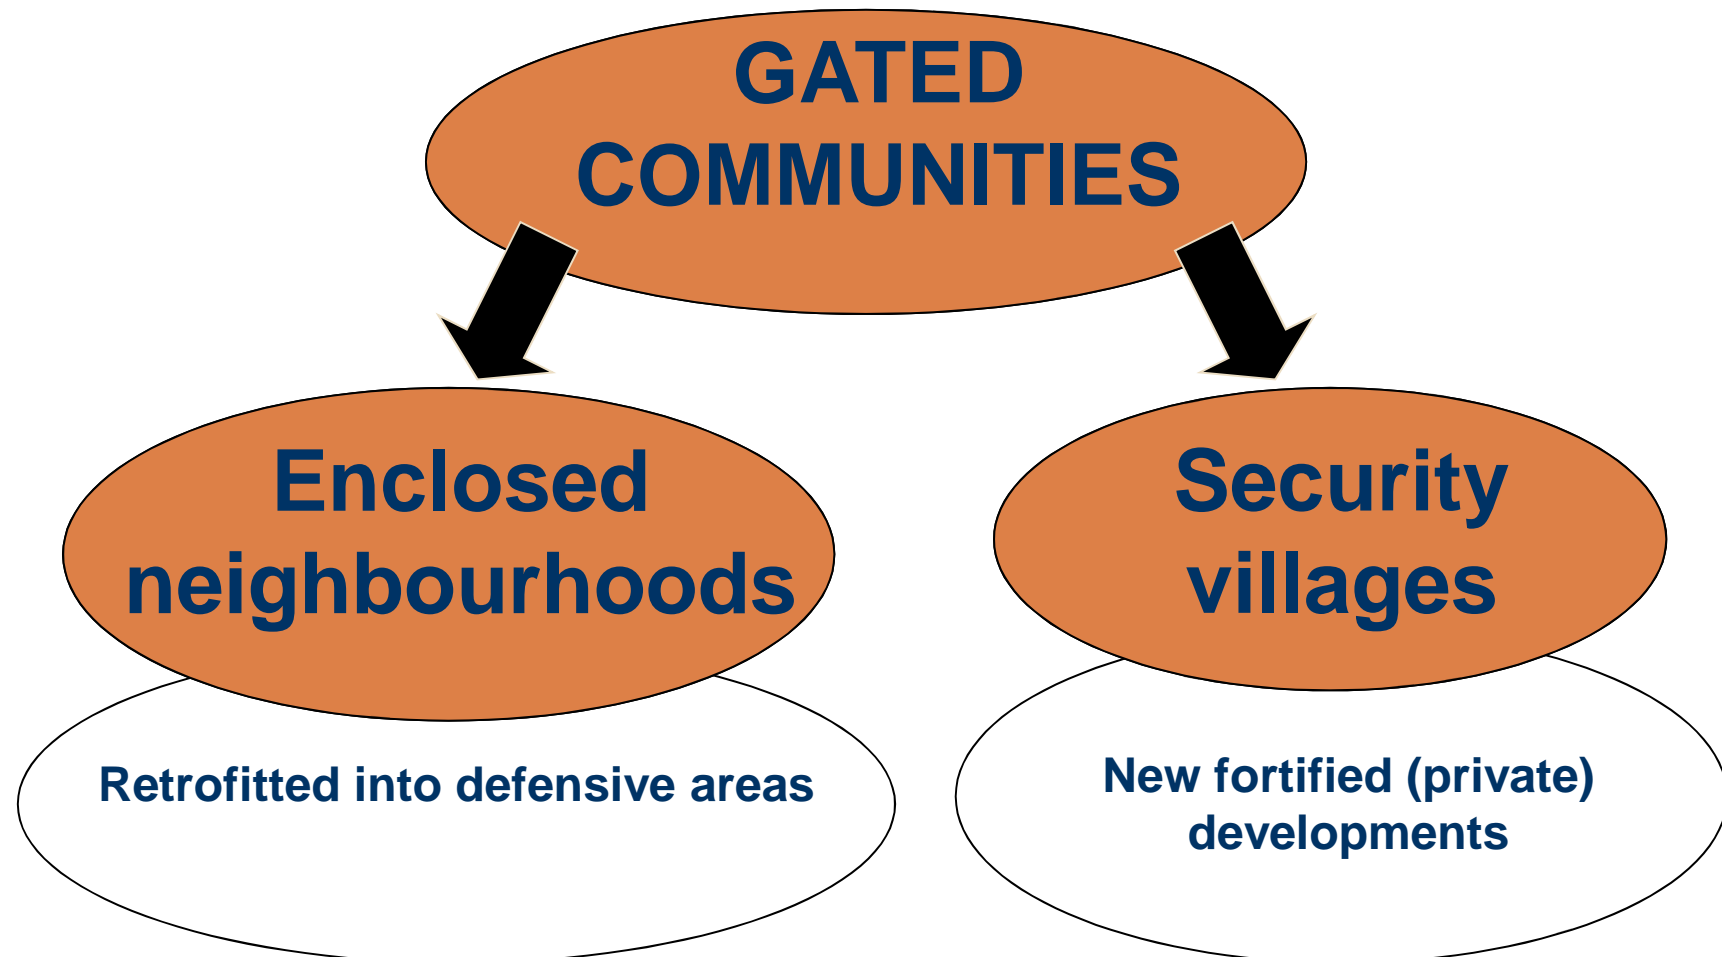 GATED
COMMUNITIES
Enclosed
neighbourhoods
Security
villages
Retrofitted into defensive areas
New fortified (private)
developments